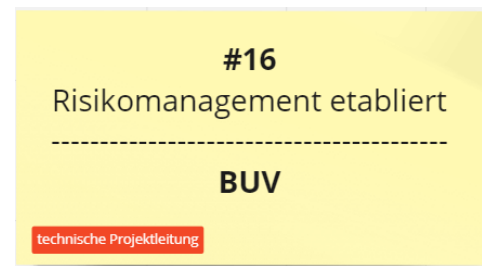 #16
Risikomanagement etabliert
----------------------------------------
BUV
technische Projektleitung